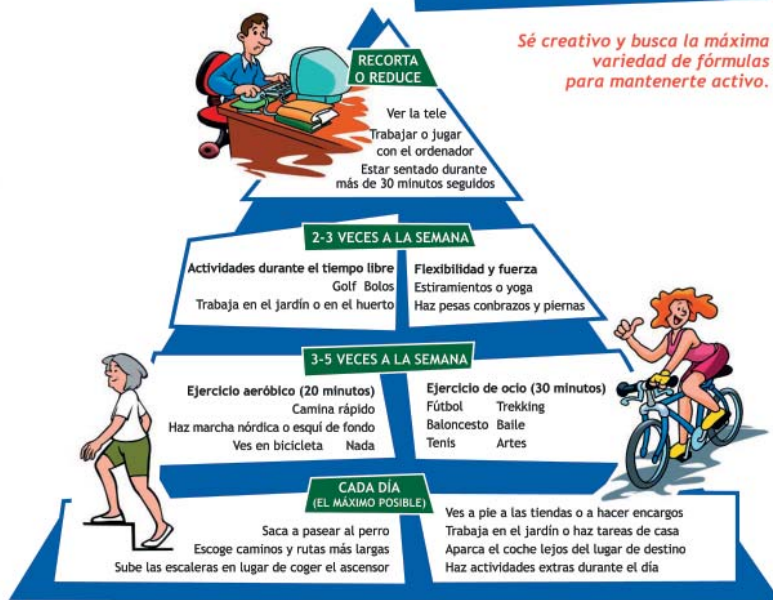 Sé creativo y busca la máxima
variedad de fórmulas
para mantenerte activo.
RECORTA
O REDUCE
Ver la tele
Trabajar o jugar
con el ordenador
Estar sentado durante
más de 30 minutos seguidos
2-3 VECES A LA SEMANA
Actividades durante el tiempo libre
Golf Bolos
Trabaja en el jardín o en el huerto
Flexibilidad y fuerza
Estiramientos o yoga
Haz pesas conbrazos y piernas
3-5 VECES A LA SEMANA
Ejercicio aeróbico (20 minutos)
Camina rápido
Haz marcha nórdica o esquí de fondo
Ves en bicicleta Nada
Ejercicio de ocio (30 minutos)
Fútbol Trekking
Baloncesto Baile
Tenis Artes
CADA DÍA
(EL MÁXIMO POSIBLE)
Saca a pasear al perro
Escoge caminos y rutas más largas
Sube las escaleras en lugar de coger el ascensor
Ves a pie a las tiendas o a hacer encargos
Trabaja en el jardín o haz tareas de casa
Aparca el coche lejos del lugar de destino
Haz actividades extras durante el día